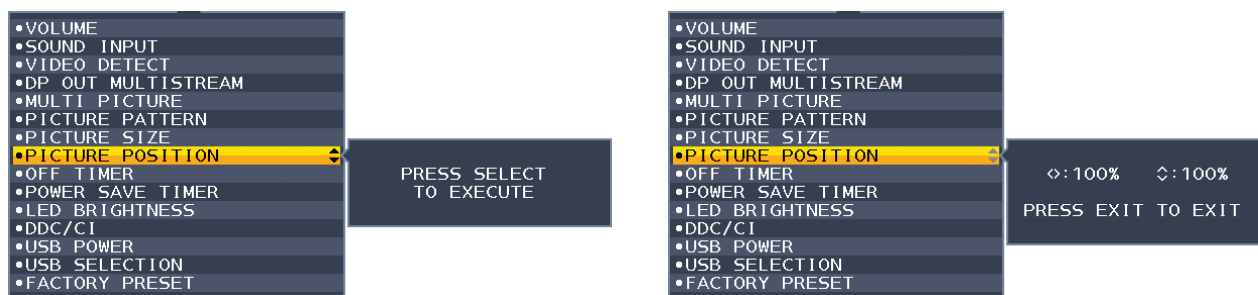 •VOLUME
•SOUND INPUT
•VIDEO DETECT
•DP OUT MULTISTREAM
•MULTI PICTURE
•PICTURE PATTERN
•PICTURE SIZE
•PICTURE POSITION
•OFF TIMER
•POWER SAVE TIMER
•LED BRIGHTNESS
•DDC/CI
•USB POWER
•USB SELECTION
•FACTORY PRESET
PRESS SELECT
TO EXECUTE
•VOLUME
•SOUND INPUT
•VIDEO DETECT
•DP OUT MULTISTREAM
•MULTI PICTURE
•PICTURE PATTERN
•PICTURE SIZE
•PICTURE POSITION
•OFF TIMER
•POWER SAVE TIMER
•LED BRIGHTNESS
•DDC/CI
•USB POWER
•USB SELECTION
•FACTORY PRESET
:100% :100%
PRESS EXIT TO EXIT